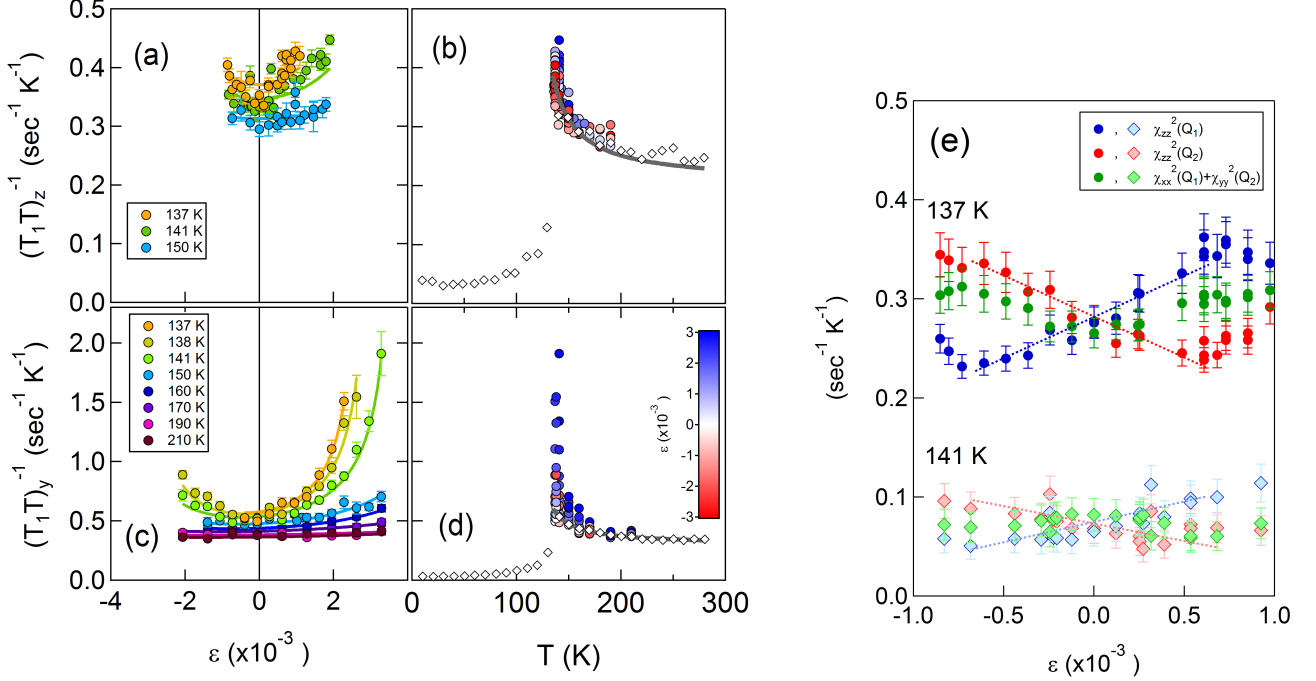 (a)
(b)
(c)
(d)
(e)
(T₁T)z⁻¹ (sec⁻¹ K⁻¹)
0.5
0.4
0.3
0.2
0.1
0.0
137 K
141 K
150 K
(T₁T)y⁻¹ (sec⁻¹ K⁻¹)
2.0
1.5
1.0
0.5
0.0
137 K
138 K
141 K
150 K
160 K
170 K
190 K
210 K
-4
-2
0
2
ε (x10⁻³)
3
2
1
0
-1
-2
-3
ε (x10⁻³)
0
100
200
300
T (K)
(sec⁻¹ K⁻¹)
0.5
0.4
0.3
0.2
0.1
0.0
, χzz²(Q₁)
, χzz²(Q₂)
, χxx²(Q₁)+χyy²(Q₂)
137 K
141 K
-1.0
-0.5
0.0
0.5
1.0
ε (x10⁻³)